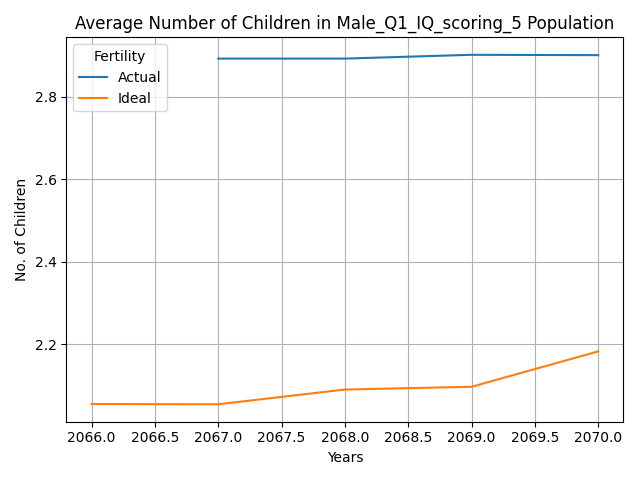 Average Number of Children in Male_Q1_IQ_scoring_5 Population
Fertility
Actual
Ideal
No. of Children
2.8
2.6
2.4
2.2
2066.0 2066.5 2067.0 2067.5 2068.0 2068.5 2069.0 2069.5 2070.0
Years